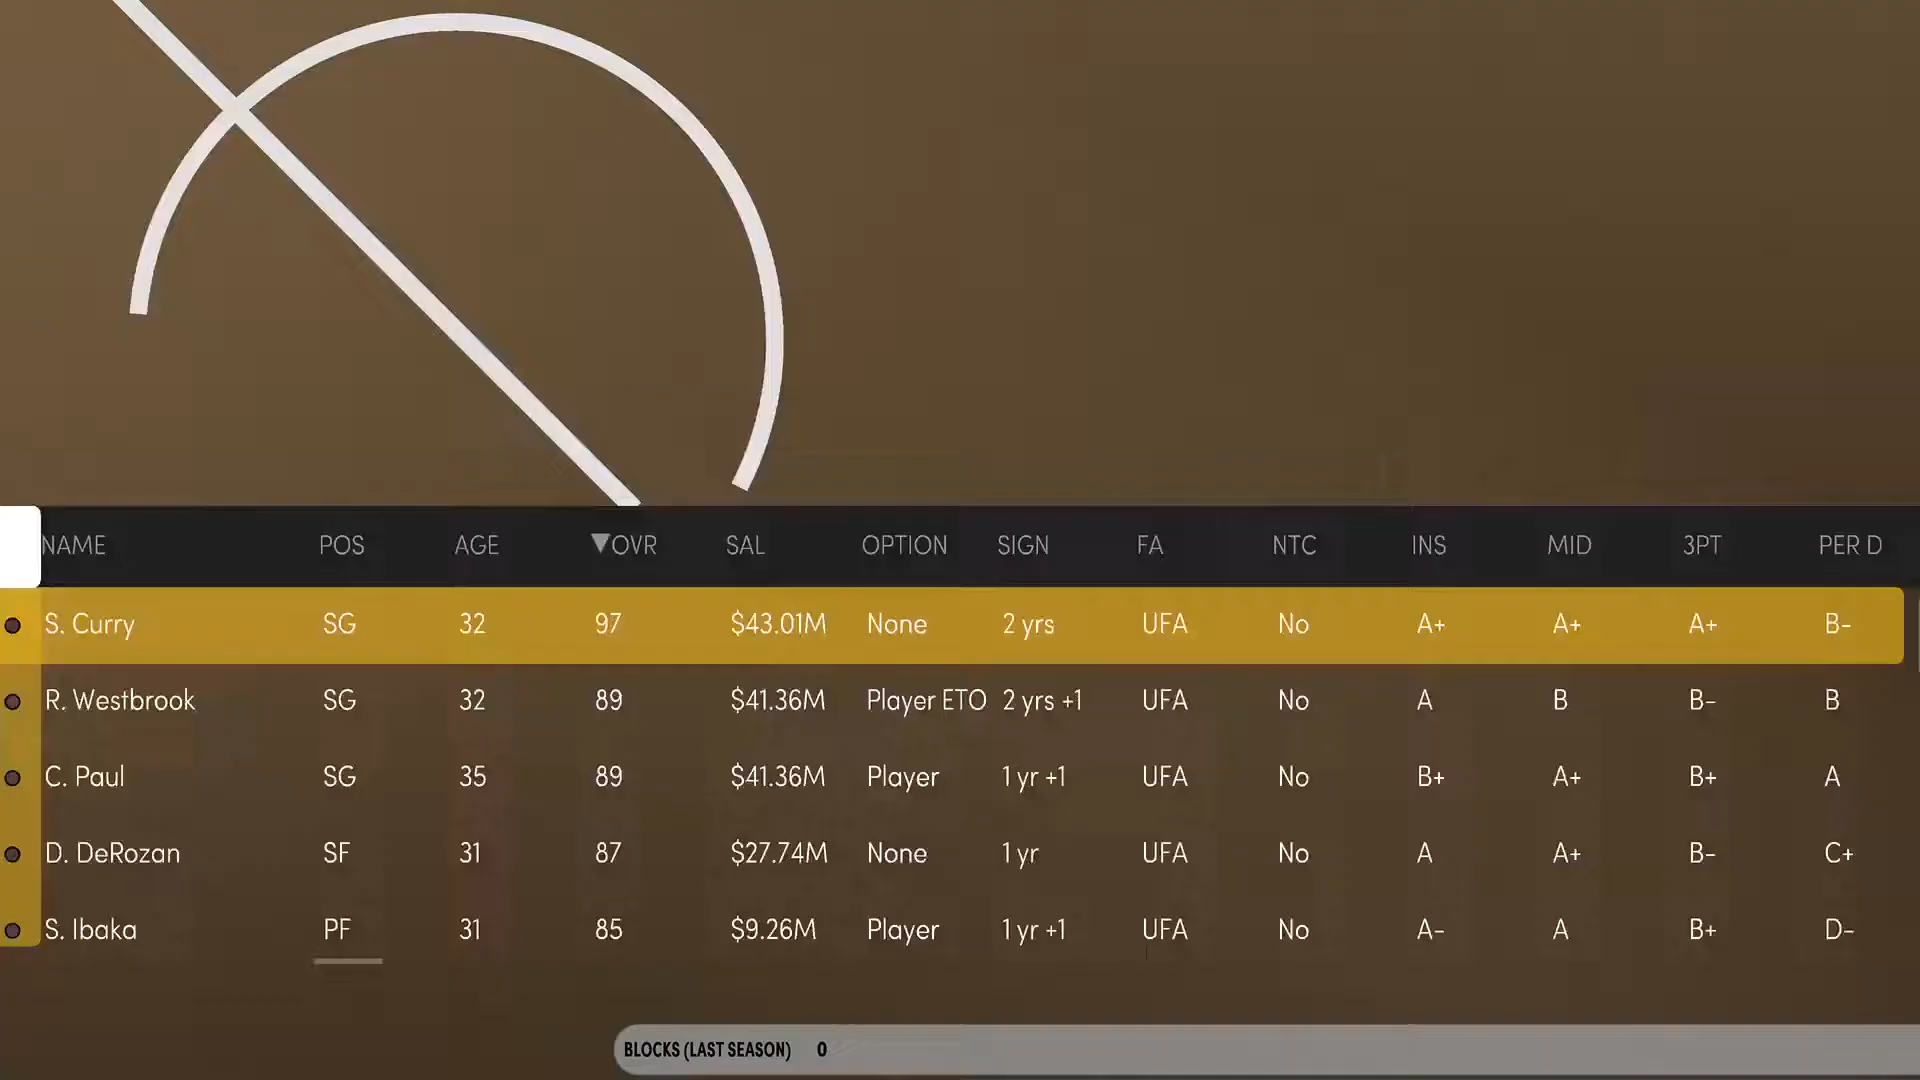 NAME POS AGE ▼OVR SAL OPTION SIGN FA NTC INS MID 3PT PER D
S. Curry SG 32 97 $43.01M None 2 yrs UFA No A+ A+ A+ B-
R. Westbrook SG 32 89 $41.36M Player ETO 2 yrs +1 UFA No A B B- B
C. Paul SG 35 89 $41.36M Player 1 yr +1 UFA No B+ A+ B+ A
D. DeRozan SF 31 87 $27.74M None 1 yr UFA No A A+ B- C+
S. Ibaka PF 31 85 $9.26M Player 1 yr +1 UFA No A- A B+ D-
BLOCKS (LAST SEASON) 0